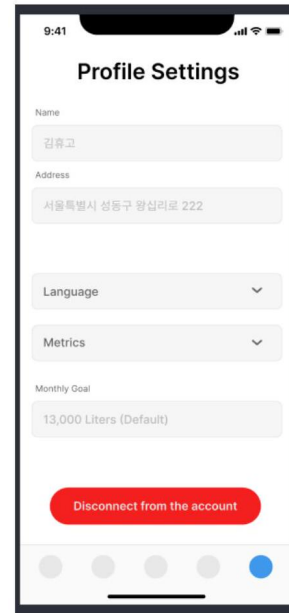 9:41
Profile Settings
Name
김휴고
Address
서울특별시 성동구 왕십리로 222
Language
Metrics
Monthly Goal
13,000 Liters (Default)
Disconnect from the account